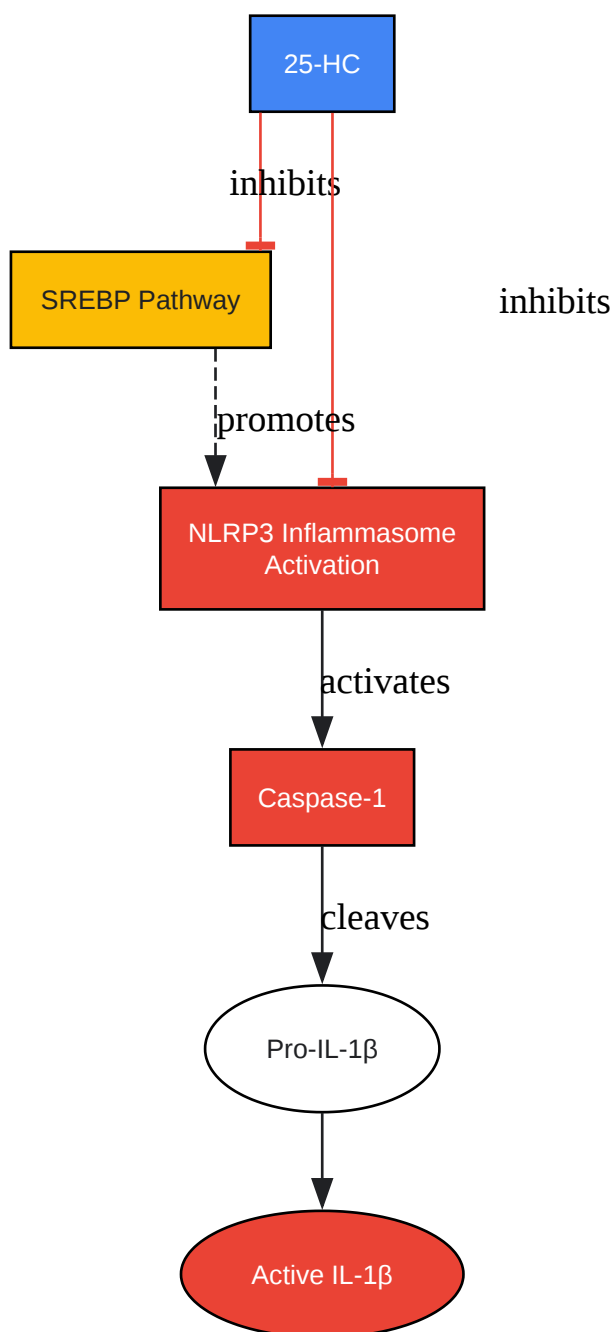 25-HC
inhibits
SREBP Pathway
inhibits
promotes
NLRP3 Inflammasome
Activation
activates
Caspase-1
cleaves
Pro-IL-1β
Active IL-1β